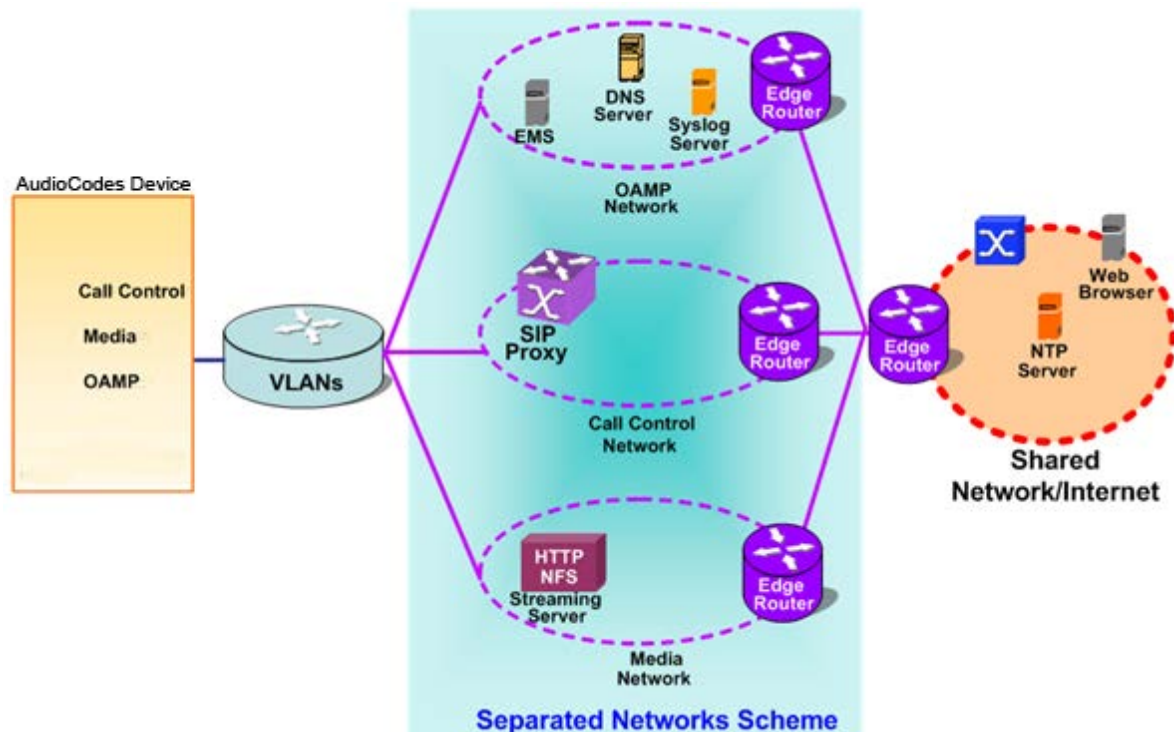 AudioCodes Device
Call Control
Media
OAMP
VLANs
EMS
DNS
Server
Syslog
Server
Edge
Router
OAMP
Network
SIP
Proxy
Edge
Router
Call Control
Network
HTTP
NFS
Streaming
Server
Edge
Router
Media
Network
Separated Networks Scheme
Edge
Router
Web
Browser
NTP
Server
Shared
Network/Internet